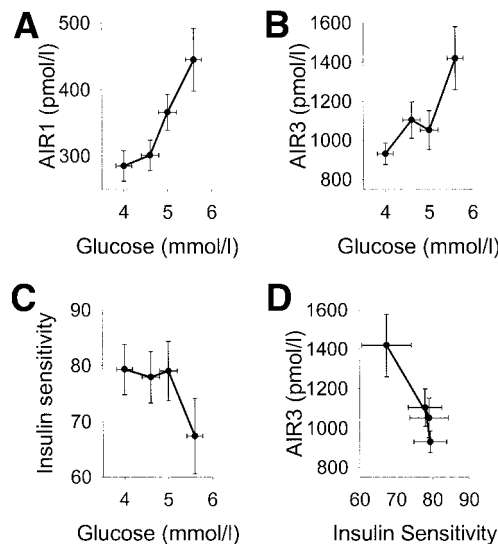 A
500
400
300
AIR1 (pmol/l)
4 5 6
Glucose (mmol/l)
B
1600
1400
1200
1000
800
AIR3 (pmol/l)
4 5 6
Glucose (mmol/l)
C
90
80
70
60
Insulin sensitivity
4 5 6
Glucose (mmol/l)
D
1600
1400
1200
1000
800
AIR3 (pmol/l)
60 70 80 90
Insulin Sensitivity